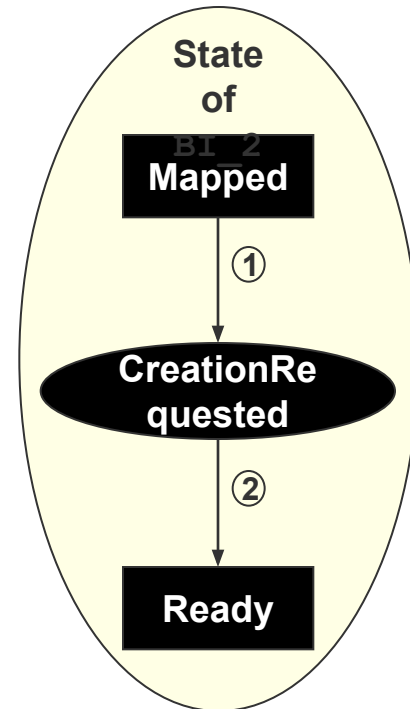 State
of
BI_2
Mapped
①
CreationRe
quested
②
Ready